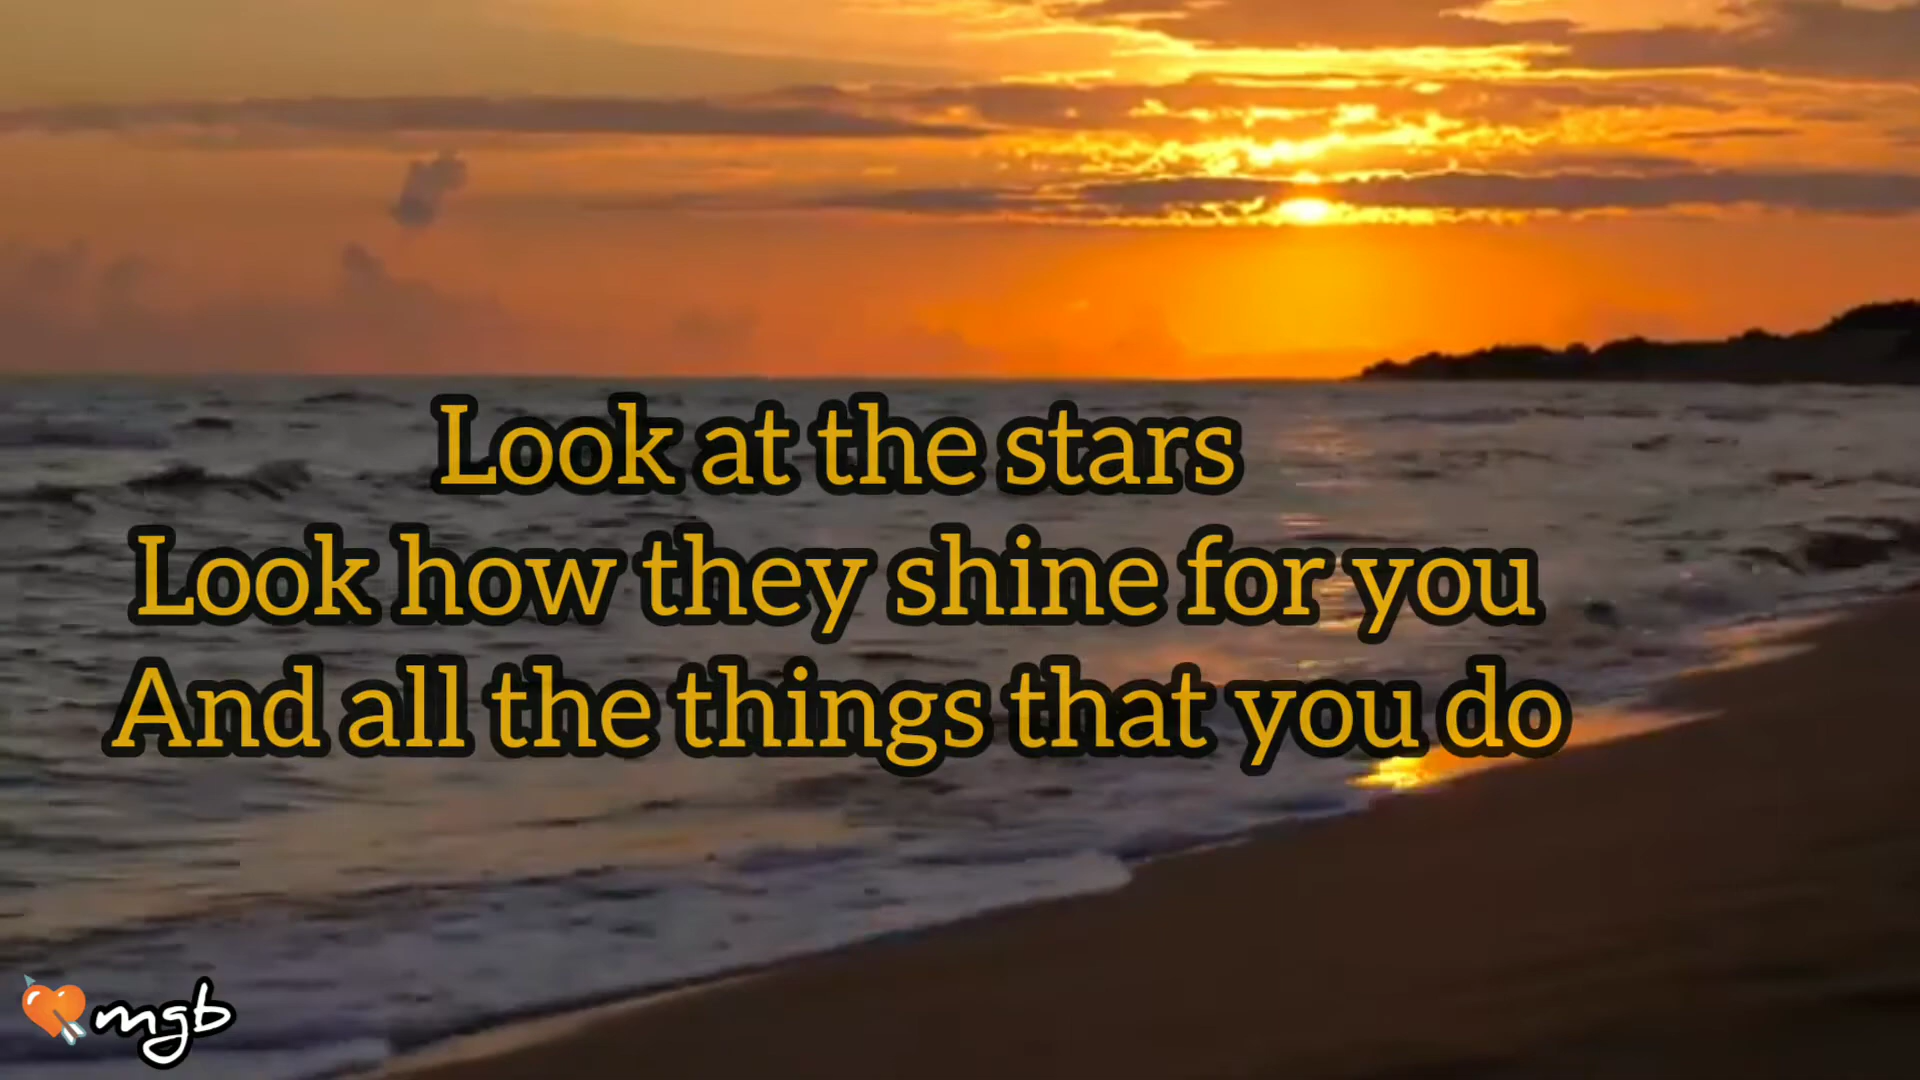 Look at the stars
Look how they shine for you
And all the things that you do
mgb